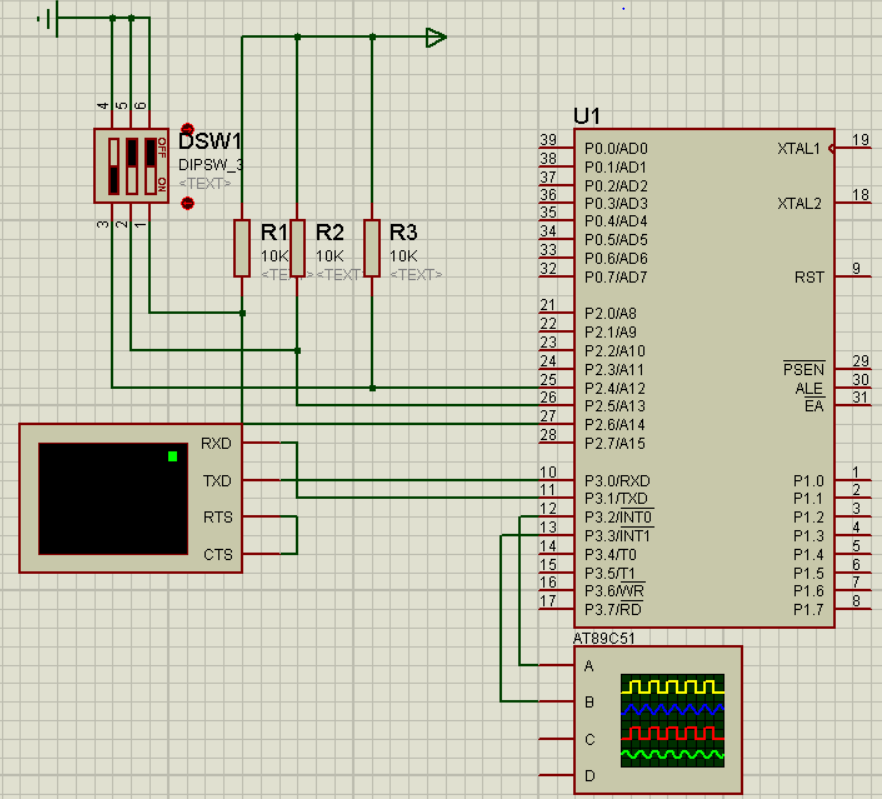 4 5 6
DSW1
OFF
ON
DIPSW_3
<TEXT>
3 2 1
R1
10K
<TEXT>
R2
10K
<TEXT>
R3
10K
<TEXT>
U1
39 P0.0/AD0
38 P0.1/AD1
37 P0.2/AD2
36 P0.3/AD3
35 P0.4/AD4
34 P0.5/AD5
33 P0.6/AD6
32 P0.7/AD7
21 P2.0/A8
22 P2.1/A9
23 P2.2/A10
24 P2.3/A11
25 P2.4/A12
26 P2.5/A13
27 P2.6/A14
28 P2.7/A15
10 P3.0/RXD
11 P3.1/TXD
12 P3.2/INT0
13 P3.3/INT1
14 P3.4/T0
15 P3.5/T1
16 P3.6/WR
17 P3.7/RD
XTAL1 19
XTAL2 18
RST 9
PSEN 29
ALE 30
EA 31
P1.0 1
P1.1 2
P1.2 3
P1.3 4
P1.4 5
P1.5 6
P1.6 7
P1.7 8
AT89C51
RXD
TXD
RTS
CTS
A
B
C
D